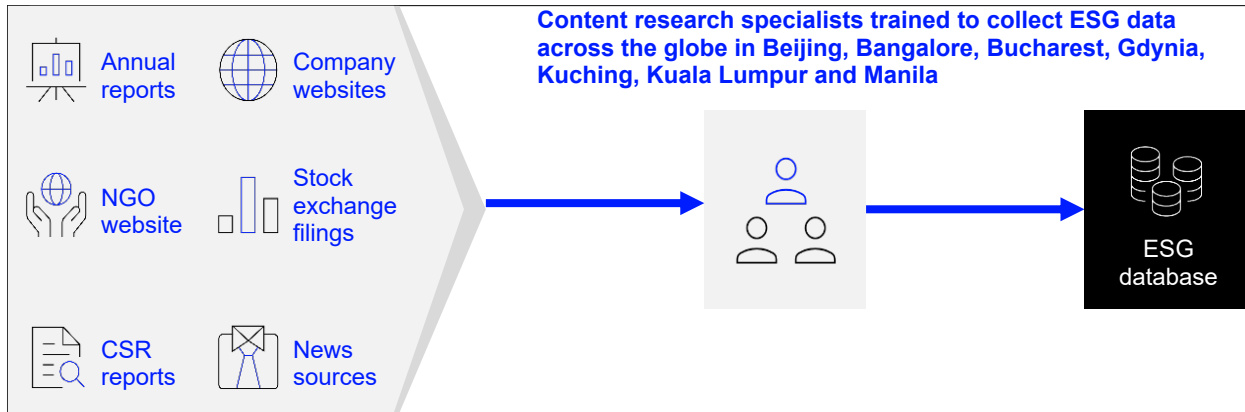 Content research specialists trained to collect ESG data
across the globe in Beijing, Bangalore, Bucharest, Gdynia,
Kuching, Kuala Lumpur and Manila
Annual
reports
Company
websites
NGO
website
Stock
exchange
filings
CSR
reports
News
sources
ESG
database